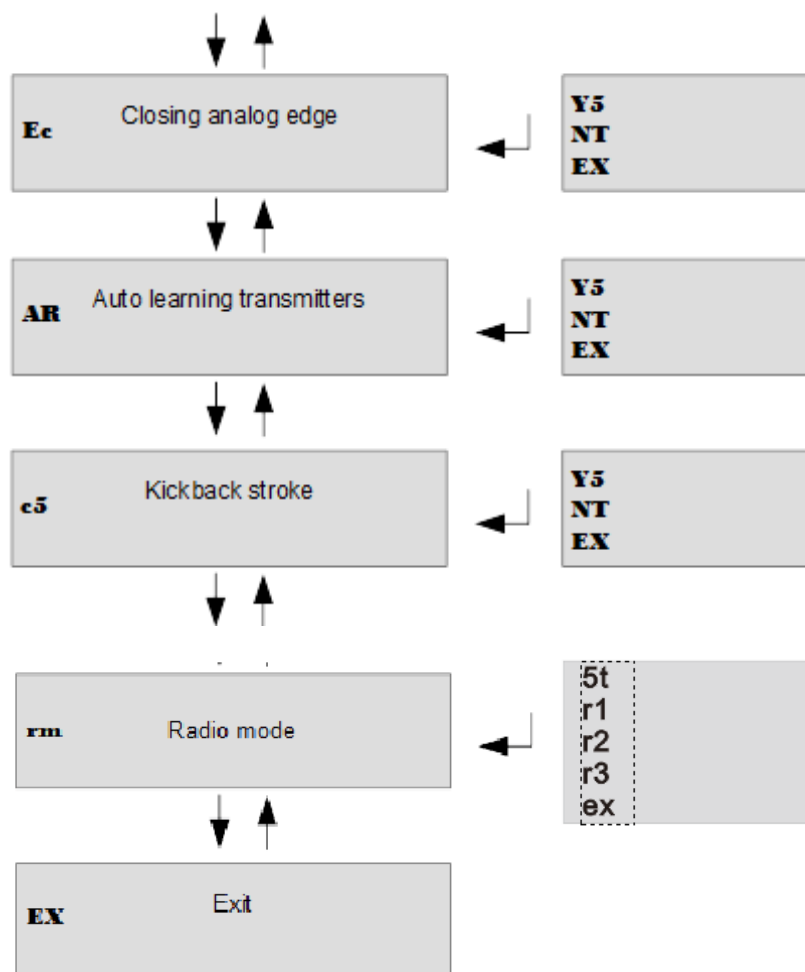 Closing analog edge
Ec
Y5
NT
EX
Auto learning transmitters
AR
Y5
NT
EX
Kickback stroke
c5
Y5
NT
EX
rm
Radio mode
5t
r1
r2
r3
ex
Exit
EX